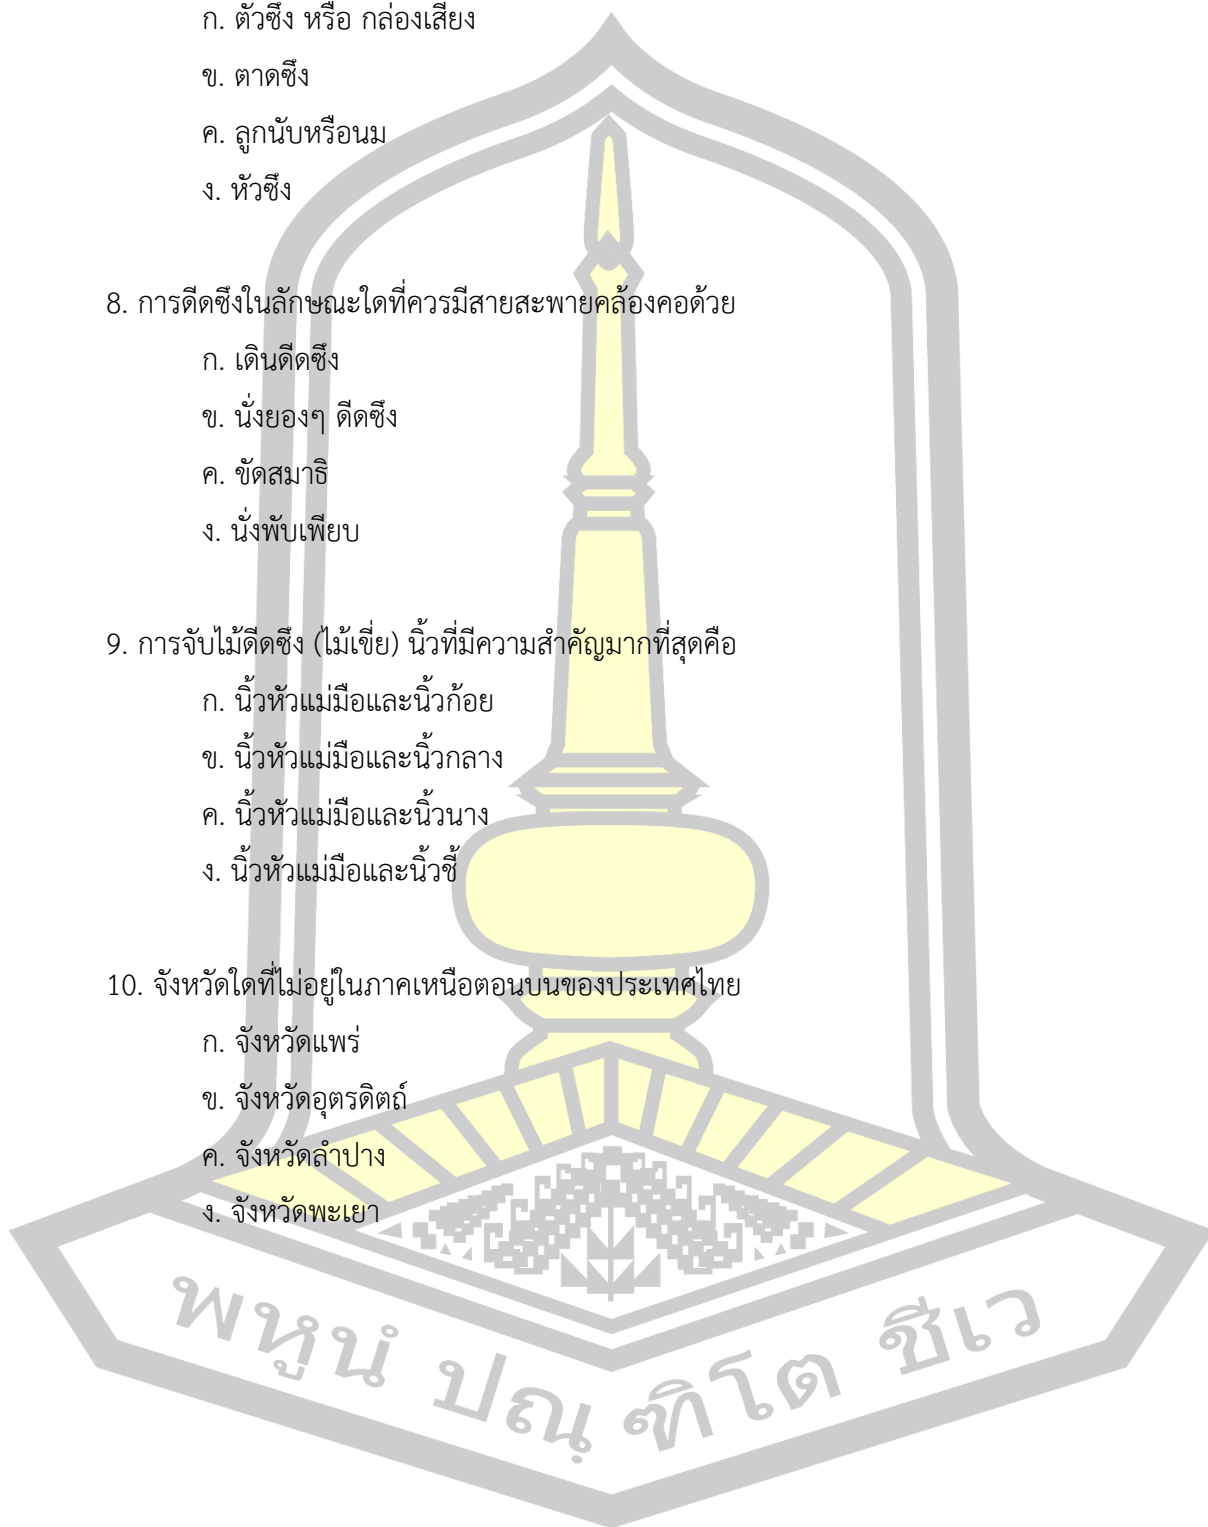 ก. ตัวซึง หรือ กล่องเสียง
ข. ตาดซึง
ค. ลูกนับหรือนม
ง. หัวซึง
8. การดีดซึงในลักษณะใดที่ควรมีสายสะพายคล้องคอด้วย
ก. เดินดีดซึง
ข. นั่งยองๆ ดีดซึง
ค. ขัดสมาธิ
ง. นั่งพับเพียบ
9. การจับไม้ดีดซึง (ไม้เขี่ย) นิ้วที่มีความสำคัญมากที่สุดคือ
ก. นิ้วหัวแม่มือและนิ้วก้อย
ข. นิ้วหัวแม่มือและนิ้วกลาง
ค. นิ้วหัวแม่มือและนิ้วนาง
ง. นิ้วหัวแม่มือและนิ้วชี้
10. จังหวัดใดที่ไม่อยู่ในภาคเหนือตอนบนของประเทศไทย
ก. จังหวัดแพร่
ข. จังหวัดอุตรดิตถ์
ค. จังหวัดลำปาง
ง. จังหวัดพะเยา
พหูนํ ปณฺ ฑิโต ชีเว